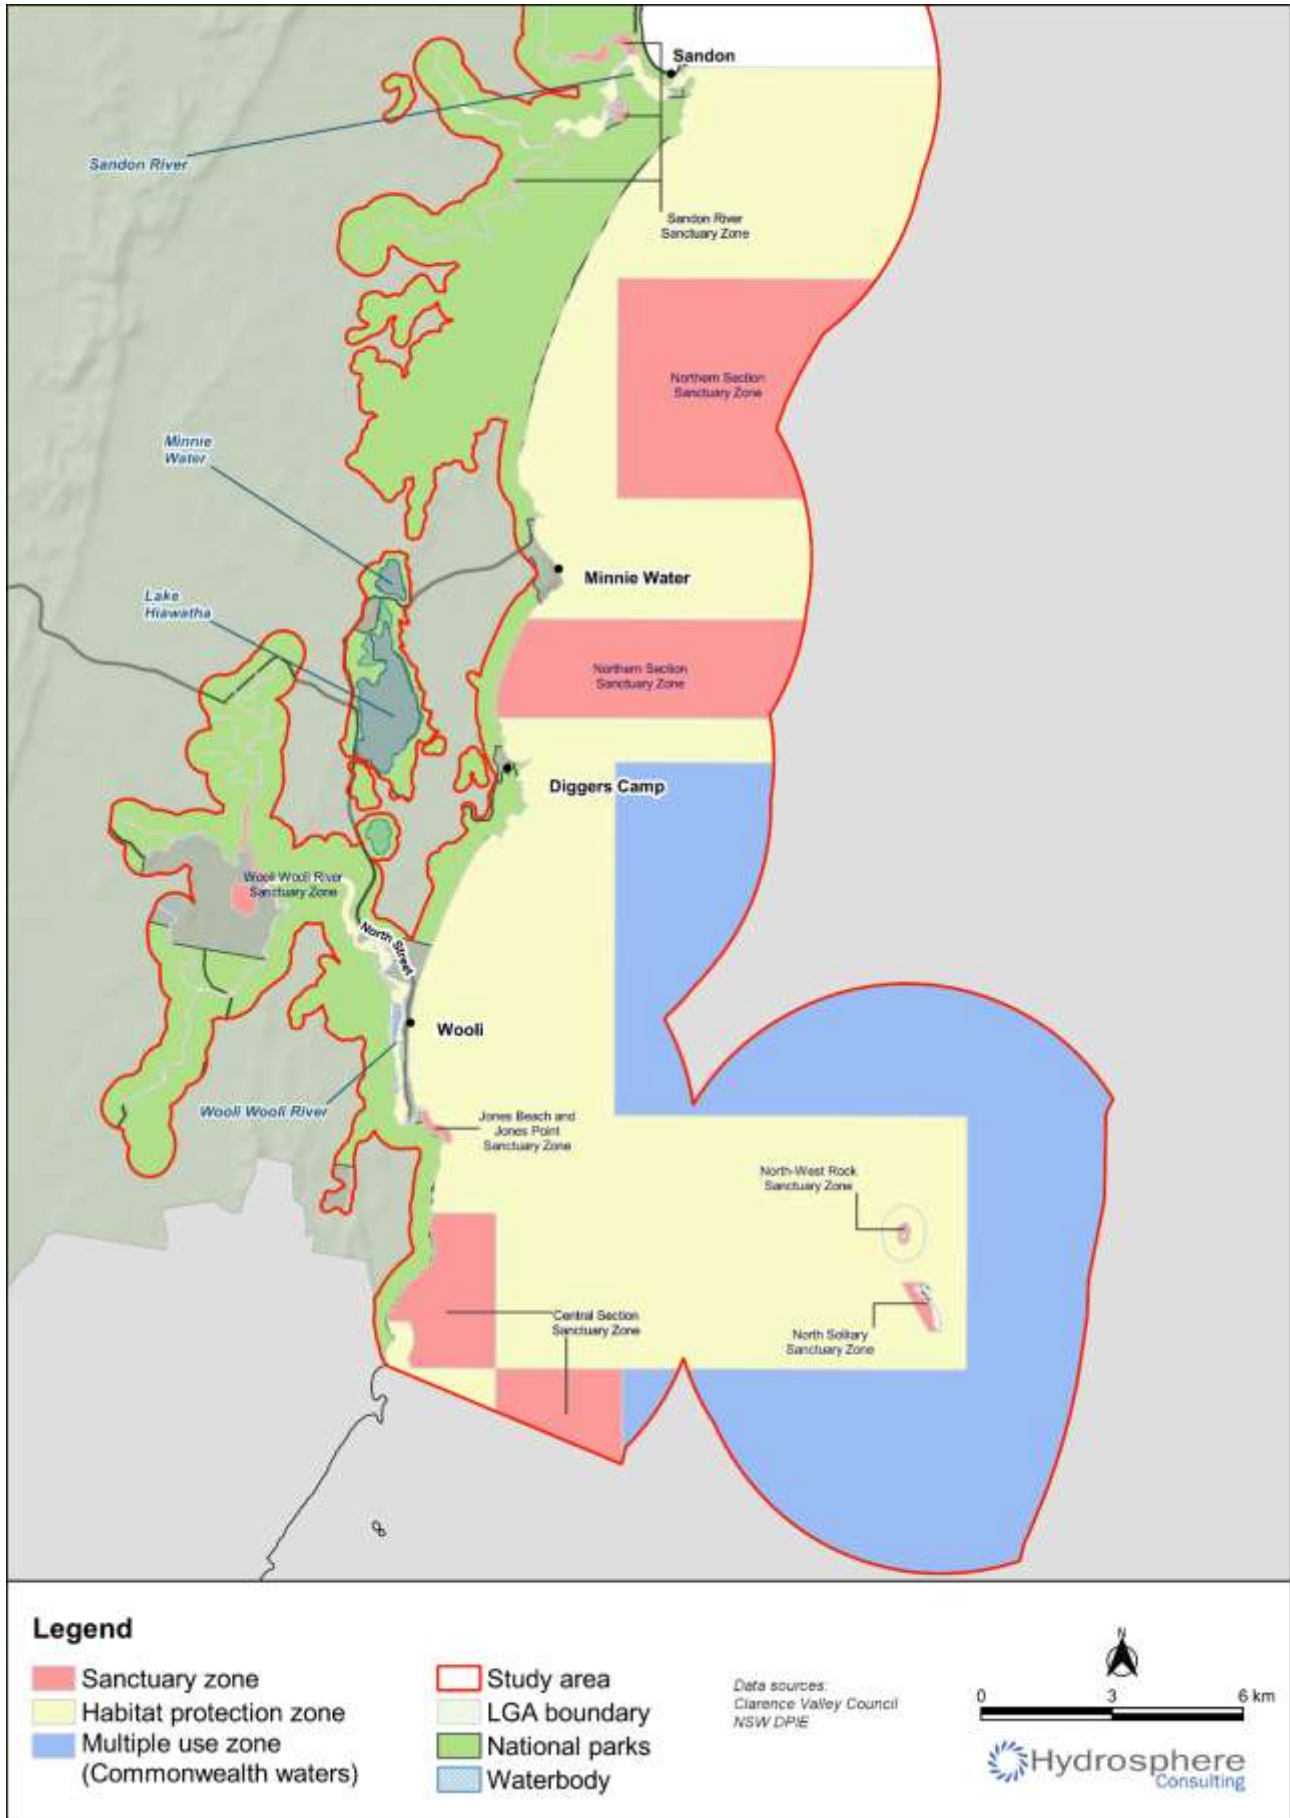 Sandon
Sandon River
Sandon River
Sanctuary Zone
Northern Section
Sanctuary Zone
Minnie
Water
Minnie Water
Lake
Hiawatha
Northern Section
Sanctuary Zone
Diggers Camp
Wooli Wooli River
Sanctuary Zone
North Street
Wooli
Wooli Wooli River
Jones Beach and
Jones Point
Sanctuary Zone
North-West Rock
Sanctuary Zone
Central Section
Sanctuary Zone
North Solitary
Sanctuary Zone
Legend
Sanctuary zone
Habitat protection zone
Multiple use zone
(Commonwealth waters)
Study area
LGA boundary
National parks
Waterbody
Data sources:
Clarence Valley Council
NSW DPIE
N
0 3 6 km
Hydrosphere
Consulting